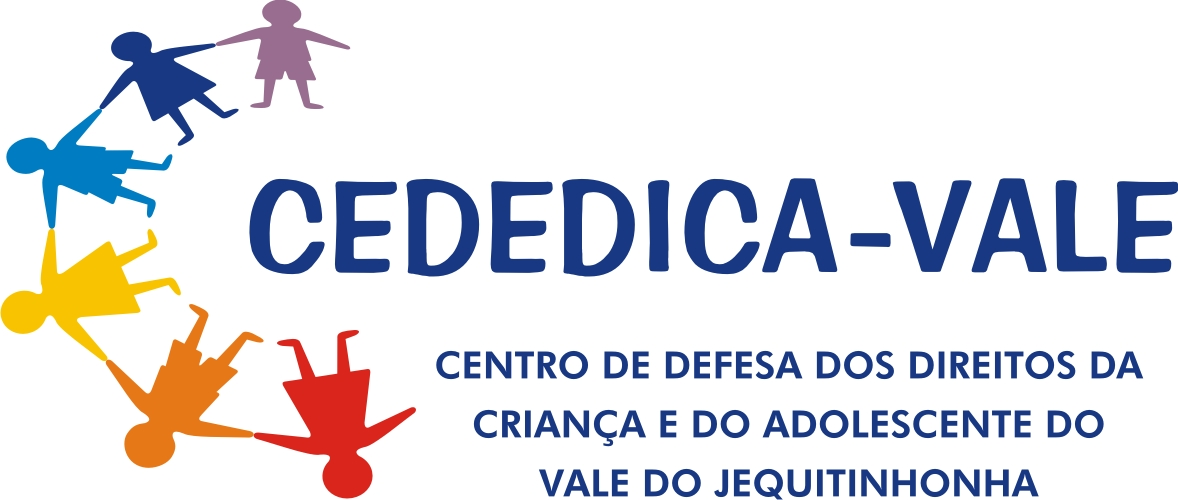 CEDEDICA-VALE
CENTRO DE DEFESA DOS DIREITOS DA
CRIANÇA E DO ADOLESCENTE DO
VALE DO JEQUITINHONHA